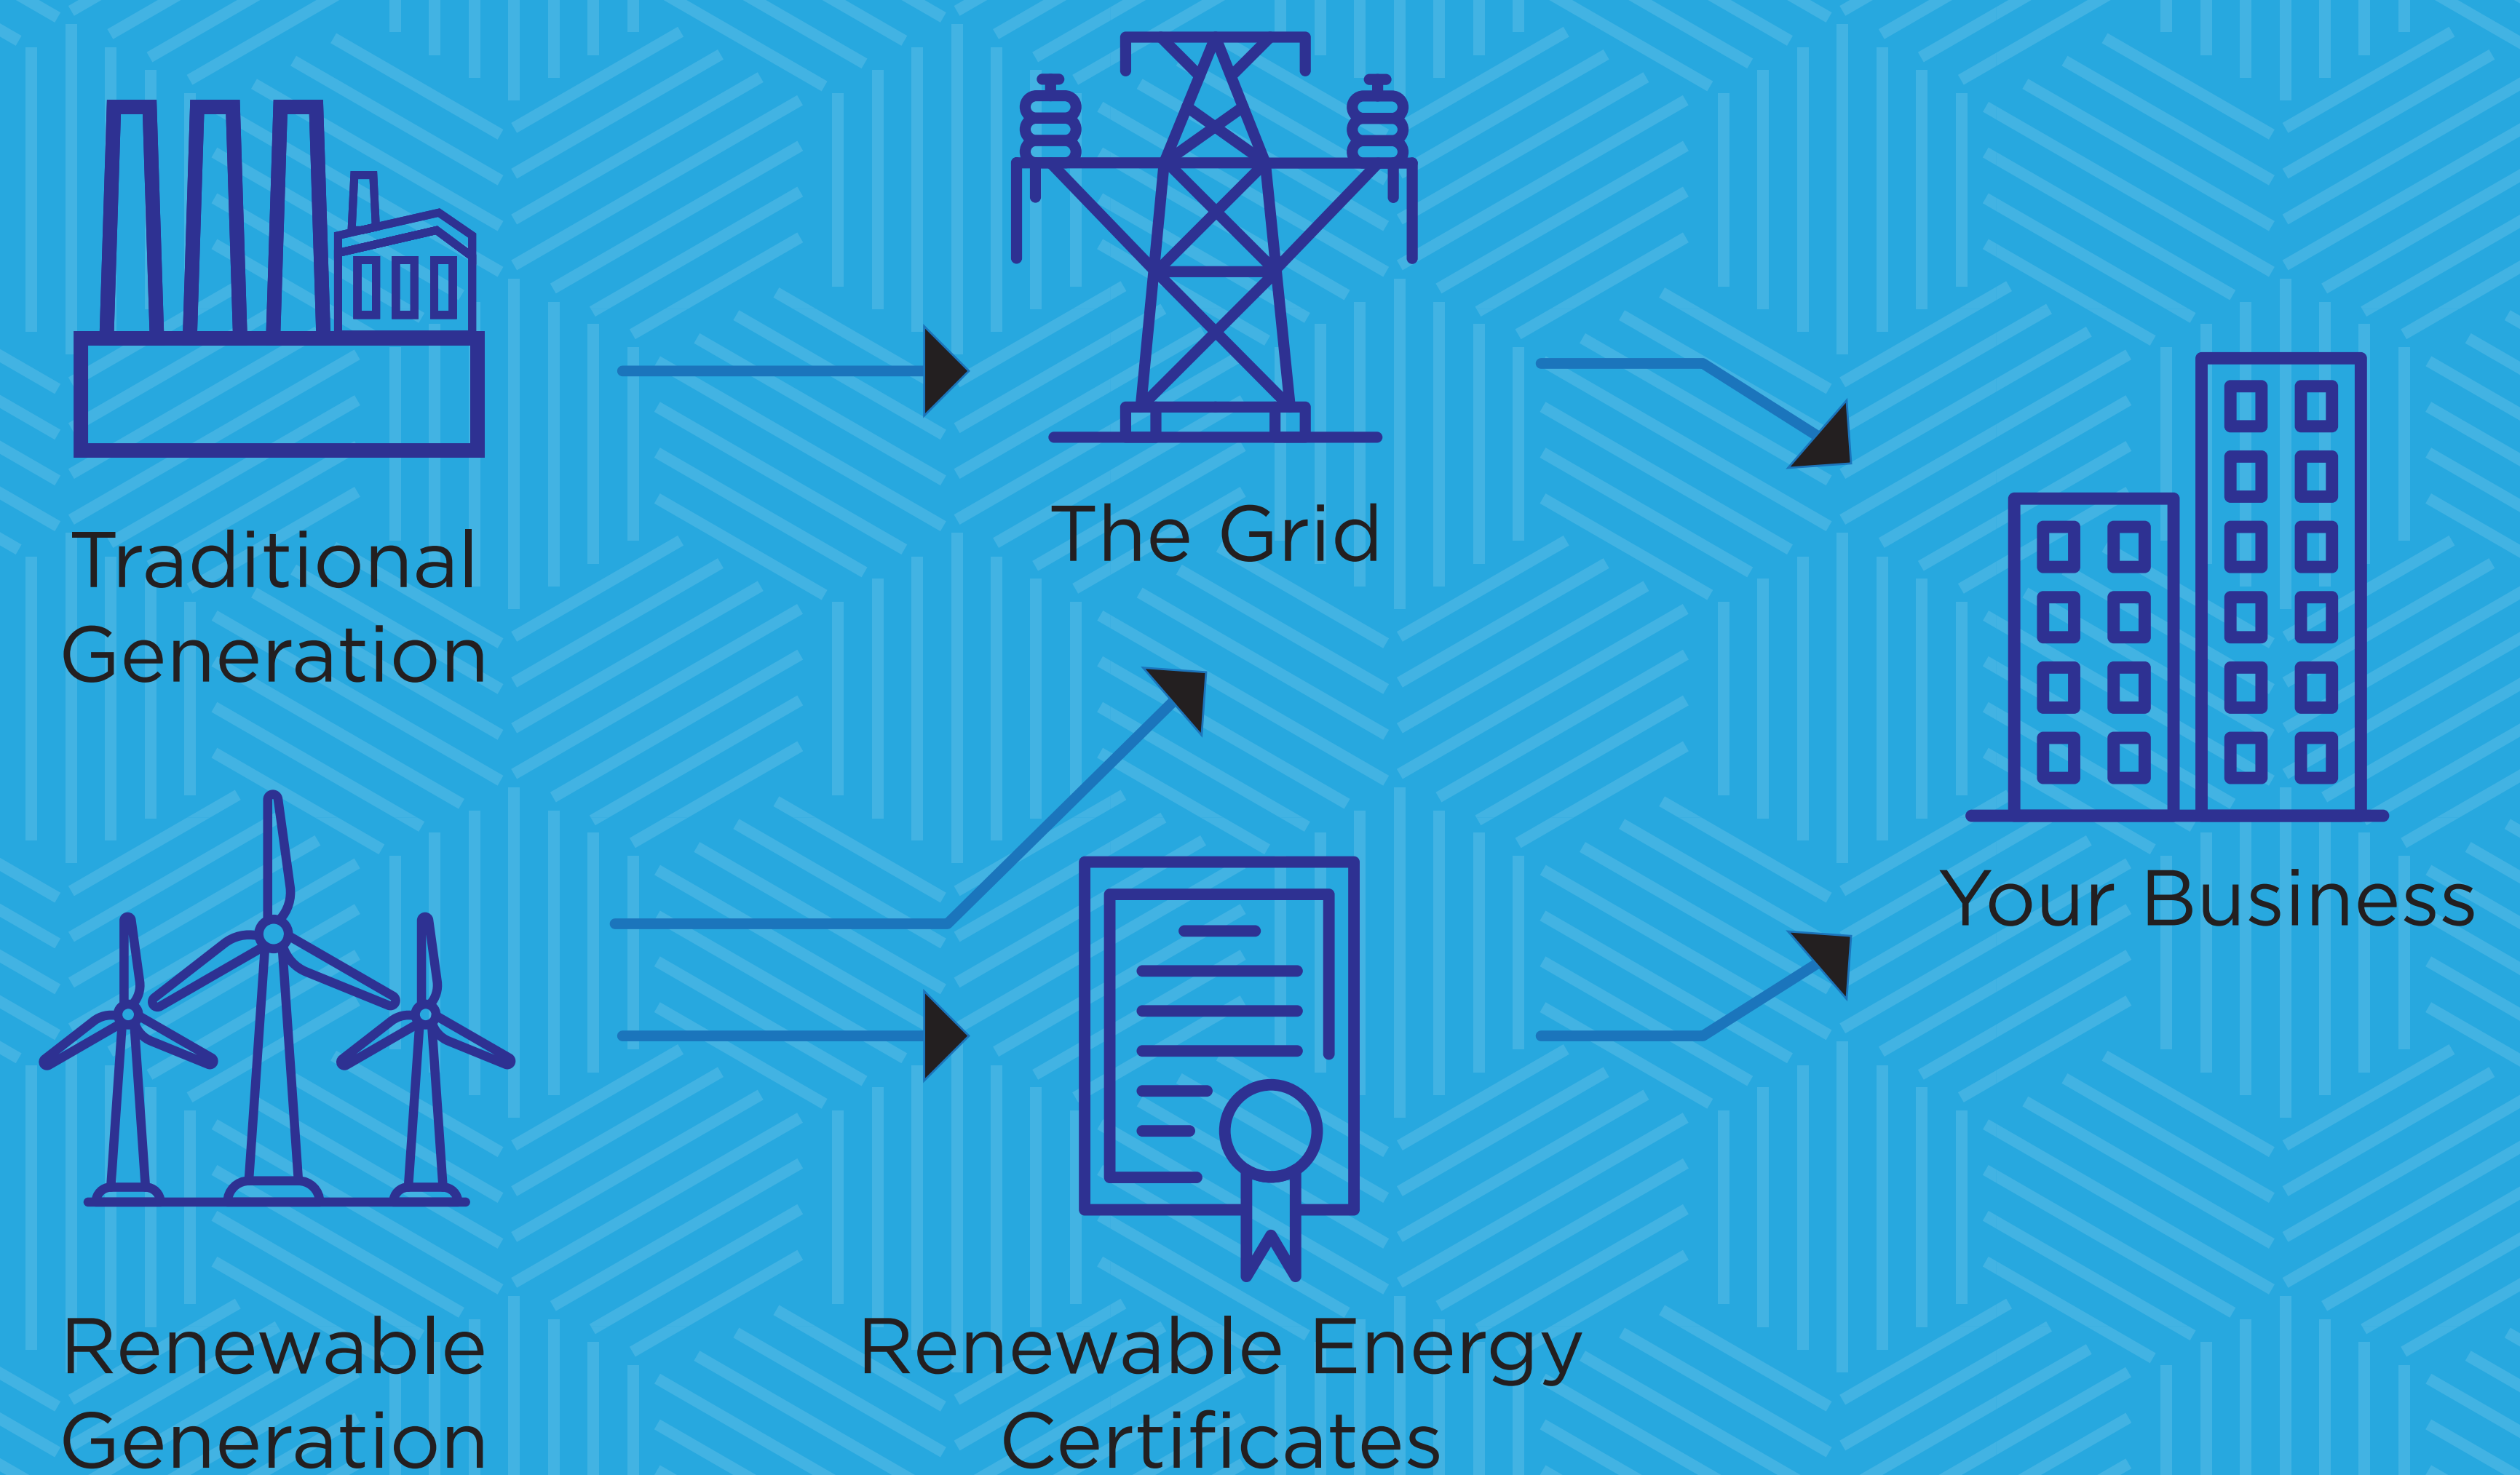 Traditional
Generation
The Grid
Your Business
Renewable
Generation
Renewable Energy
Certificates